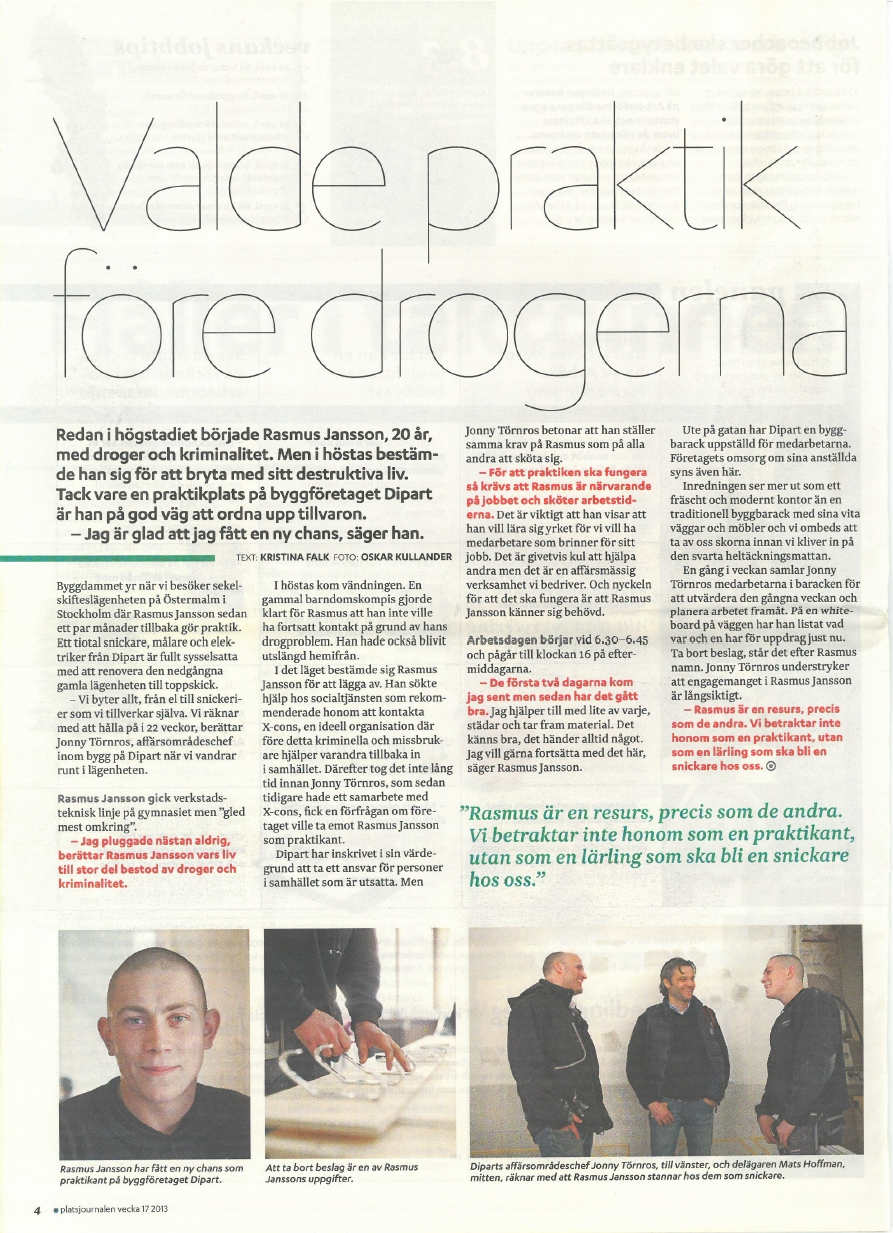 Valde praktik
före drogerna
Redan i högstadiet började Rasmus Jansson, 20 år,
med droger och kriminalitet. Men i höstas bestäm-
de han sig för att bryta med sitt destruktiva liv.
Tack vare en praktikplats på byggföretaget Dipart
är han på god väg att ordna upp tillvaron.
– Jag är glad att jag fått en ny chans, säger han.
TEXT: KRISTINA FALK FOTO: OSKAR KULLANDER
Byggdammet yr när vi besöker sekel-
skifteslägenheten på Östermalm i
Stockholm där Rasmus Jansson sedan
ett par månader tillbaka gör praktik.
Ett tiotal snickare, målare och elek-
triker från Dipart är fullt sysselsatta
med att renovera den nedgångna
gamla lägenheten till toppskick.
– Vi byter allt, från el till snickeri-
er som vi tillverkar själva. Vi räknar
med att hålla på i 22 veckor, berättar
Jonny Törnros, affärsområdeschef
inom bygg på Dipart när vi vandrar
runt i lägenheten.
Rasmus Jansson gick verkstads-
teknisk linje på gymnasiet men ”gled
mest omkring”.
– Jag pluggade nästan aldrig,
berättar Rasmus Jansson vars liv
till stor del bestod av droger och
kriminalitet.
I höstas kom vändningen. En
gammal barndomskompis gjorde
klart för Rasmus att han inte ville
ha fortsatt kontakt på grund av hans
drogproblem. Han hade också blivit
utslängd hemifrån.
I det läget bestämde sig Rasmus
Jansson för att lägga av. Han sökte
hjälp hos socialtjänsten som rekom-
menderade honom att kontakta
X-cons, en ideell organisation där
före detta kriminella och missbruk-
are hjälper varandra tillbaka in
i samhället. Därefter tog det inte lång
tid innan Jonny Törnros, som sedan
tidigare hade ett samarbete med
X-cons, fick en förfrågan om före-
taget ville ta emot Rasmus Jansson
som praktikant.
Dipart har inskrivet i sin värde-
grund att ta ett ansvar för personer
i samhället som är utsatta. Men
Jonny Törnros betonar att han ställer
samma krav på Rasmus som på alla
andra att sköta sig.
– För att praktiken ska fungera
så krävs att Rasmus är närvarande
på jobbet och sköter arbetstid-
erna. Det är viktigt att han visar att
han vill lära sig yrket för vi vill ha
medarbetare som brinner för sitt
jobb. Det är givetvis kul att hjälpa
andra men det är en affärsmässig
verksamhet vi bedriver. Och nyckeln
för att det ska fungera är att Rasmus
Jansson känner sig behövd.
Arbetsdagen börjar vid 6.30–6.45
och pågår till klockan 16 på efter-
middagarna.
– De första två dagarna kom
jag sent men sedan har det gått
bra. Jag hjälper till med lite av varje,
städar och tar fram material. Det
känns bra, det händer alltid något.
Jag vill gärna fortsätta med det här,
säger Rasmus Jansson.
Ute på gatan har Dipart en bygg-
barack uppställd för medarbetarna.
Företagets omsorg om sina anställda
syns även här.
Inredningen ser mer ut som ett
fräscht och modernt kontor än en
traditionell byggbarack med sina vita
väggar och möbler och vi ombeds att
ta av oss skorna innan vi kliver in på
den svarta heltäckningsmattan.
En gång i veckan samlar Jonny
Törnros medarbetarna i baracken för
att utvärdera den gångna veckan och
planera arbetet framåt. På en white-
board på väggen har han listat vad
var och en har för uppdrag just nu.
Ta bort beslag, står det efter Rasmus
namn. Jonny Törnros understryker
att engagemanget i Rasmus Jansson
är långsiktigt.
– Rasmus är en resurs, precis
som de andra. Vi betraktar inte
honom som en praktikant, utan
som en lärling som ska bli en
snickare hos oss.
”Rasmus är en resurs, precis som de andra.
Vi betraktar inte honom som en praktikant,
utan som en lärling som ska bli en snickare
hos oss.”
Rasmus Jansson har fått en ny chans som
praktikant på byggföretaget Dipart.
Att ta bort beslag är en av Rasmus
Janssons uppgifter.
Diparts affärsområdeschef Jonny Törnros, till vänster, och delägaren Mats Hoffman,
mitten, räknar med att Rasmus Jansson stannar hos dem som snickare.
4 • platsjournalen vecka 17 2013